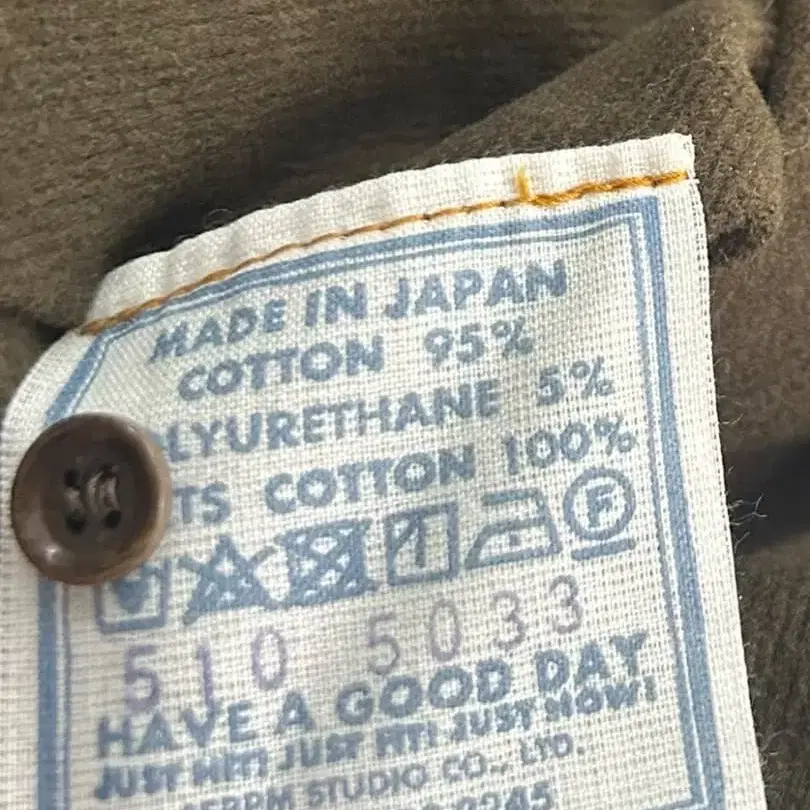 MADE IN JAPAN
COTTON 95%
LYURETHANE 5%
TS COTTON 100%
F
510 5033
HAVE A GOOD DAY
JUST HIT! JUST FIT! JUST NOW!
STUDIO CO., LTD.
2245